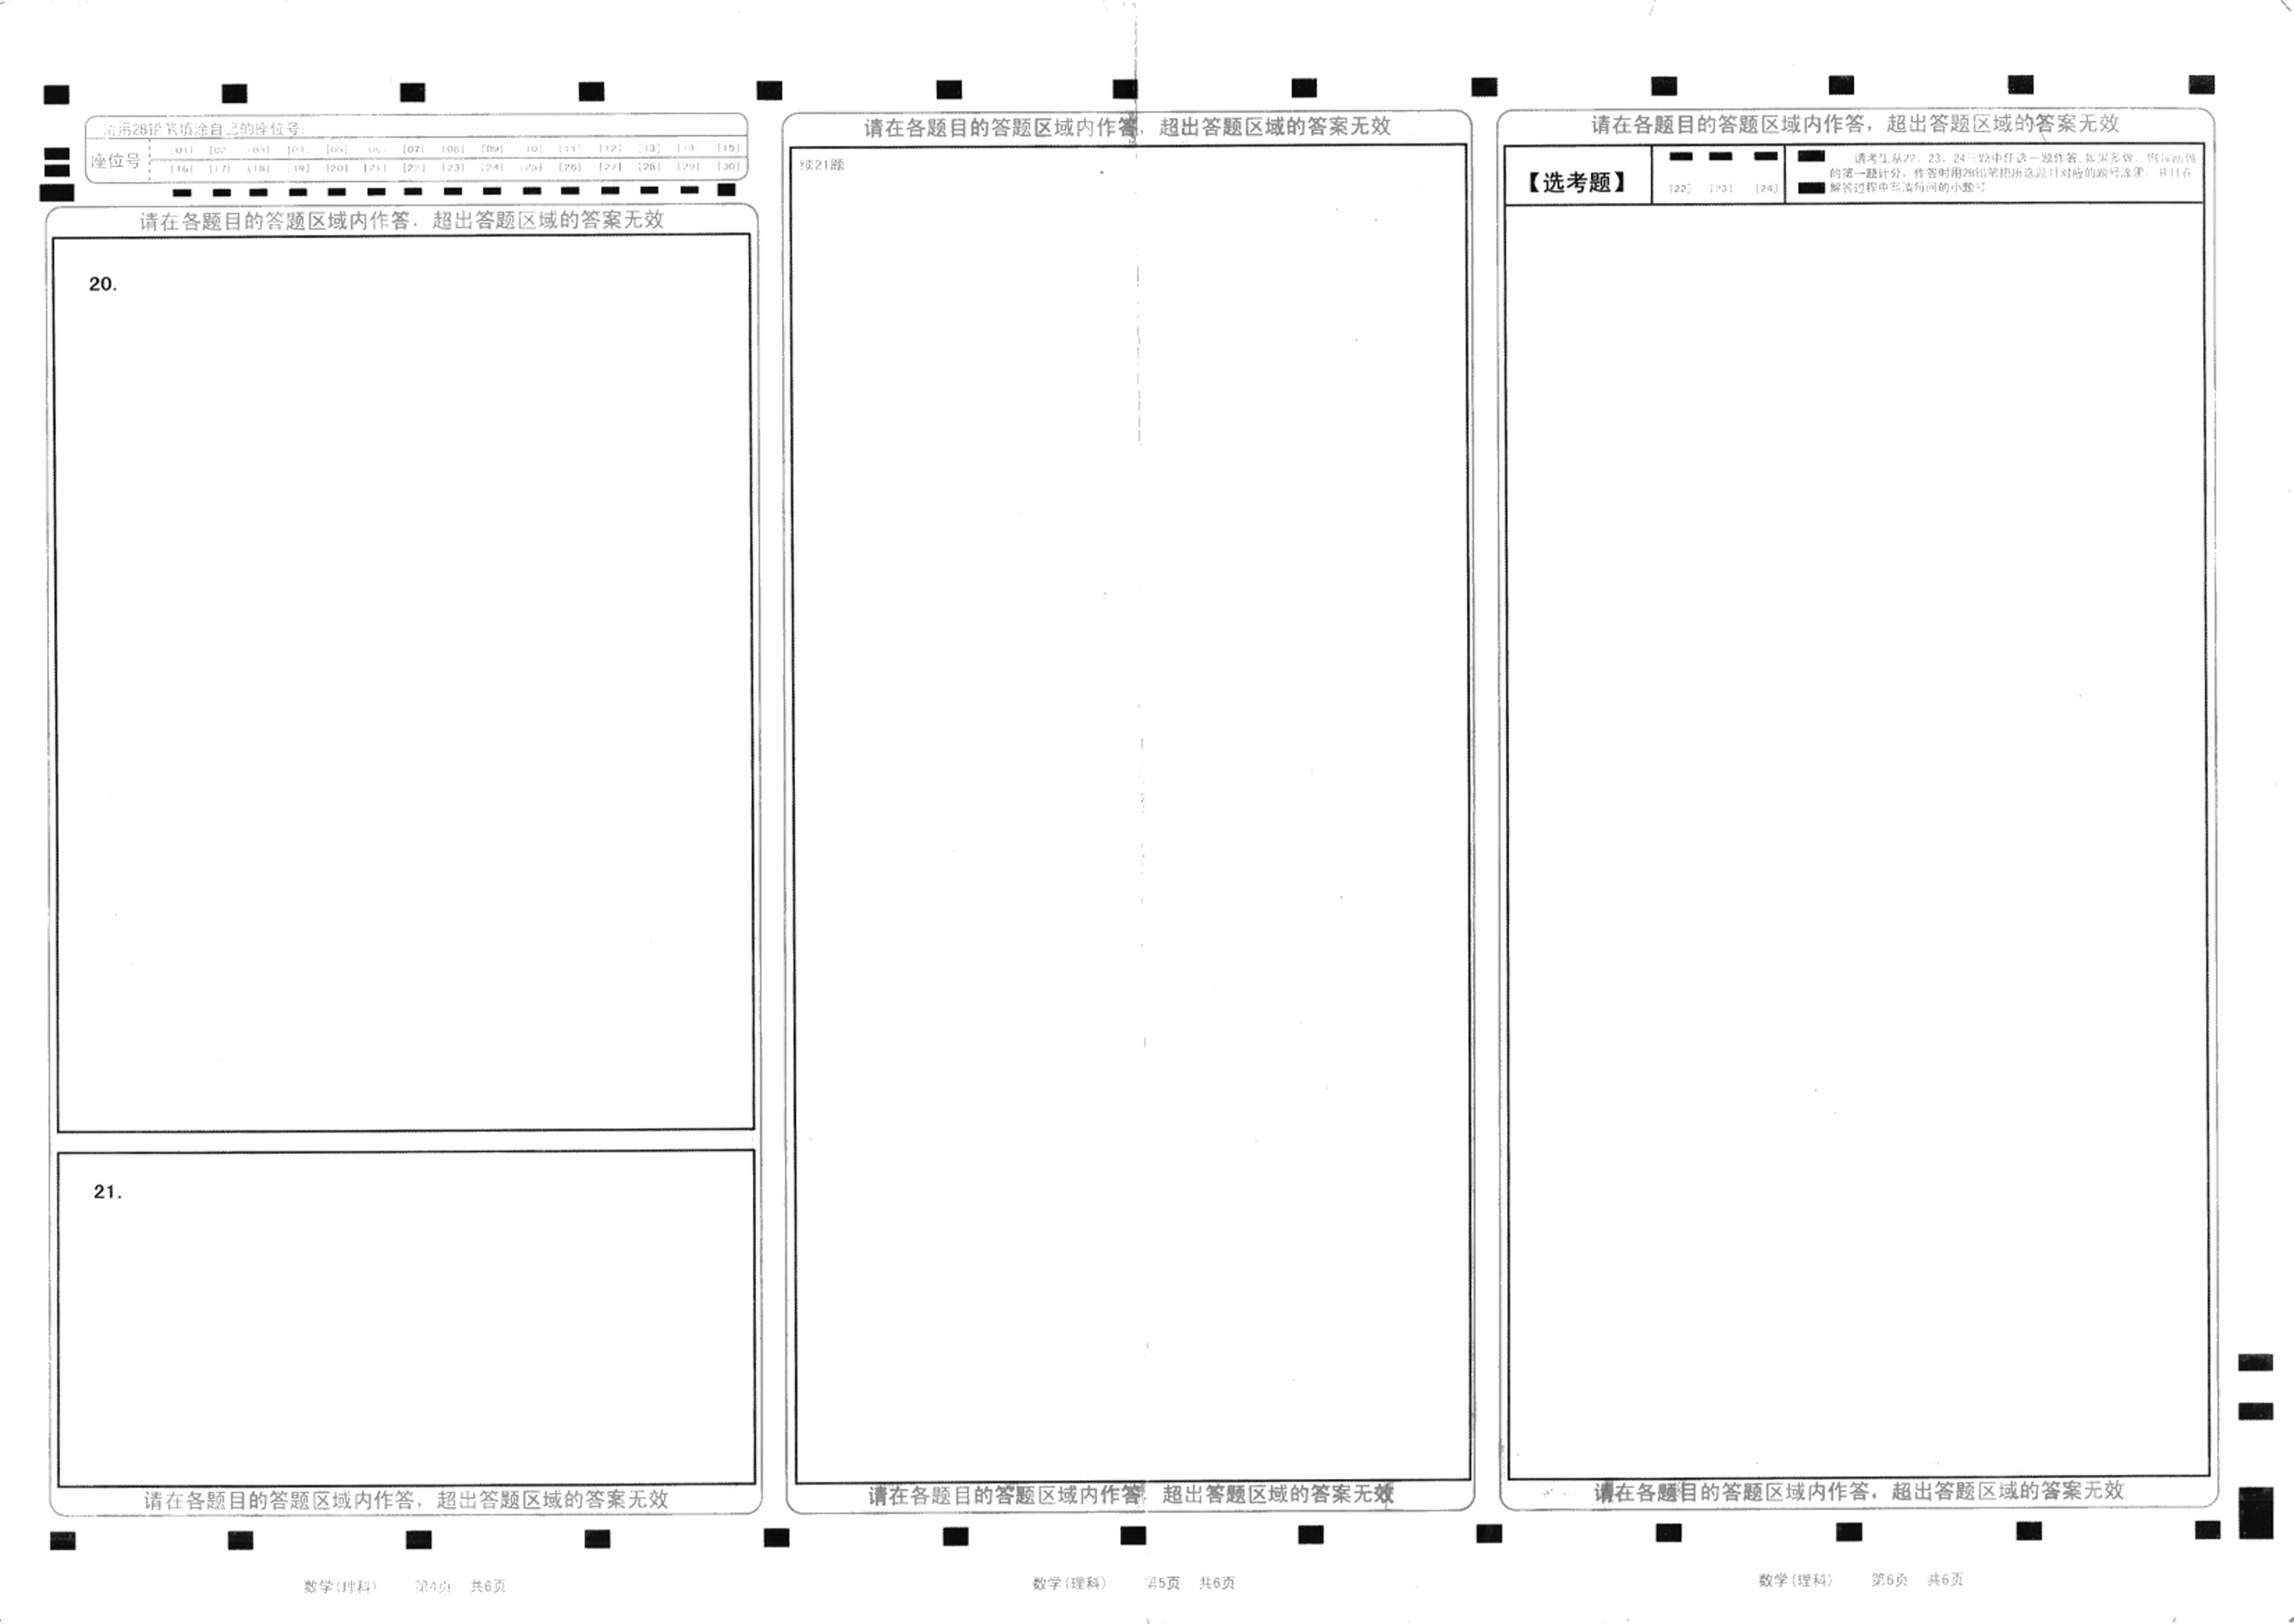 请用2B铅笔填涂自己的座位号:
座位号
[01] [02] [03] [04] [05] [06] [07] [08] [09] [10] [11] [12] [13] [14] [15]
[16] [17] [18] [19] [20] [21] [22] [23] [24] [25] [26] [27] [28] [29] [30]
请在各题目的答题区域内作答，超出答题区域的答案无效
20.
21.
请在各题目的答题区域内作答，超出答题区域的答案无效
数学(理科) 第4页 共6页
请在各题目的答题区域内作答，超出答题区域的答案无效
续21题
请在各题目的答题区域内作答，超出答题区域的答案无效
数学(理科) 第5页 共6页
请在各题目的答题区域内作答，超出答题区域的答案无效
【选考题】
[22] [23] [24]
请考生从22、23、24三题中任选一题作答,如果多做，则按所做
的第一题计分。作答时用2B铅笔把所选题目对应的题号涂黑，并且在
解答过程中写清每问的小题号
请在各题目的答题区域内作答，超出答题区域的答案无效
数学(理科) 第6页 共6页